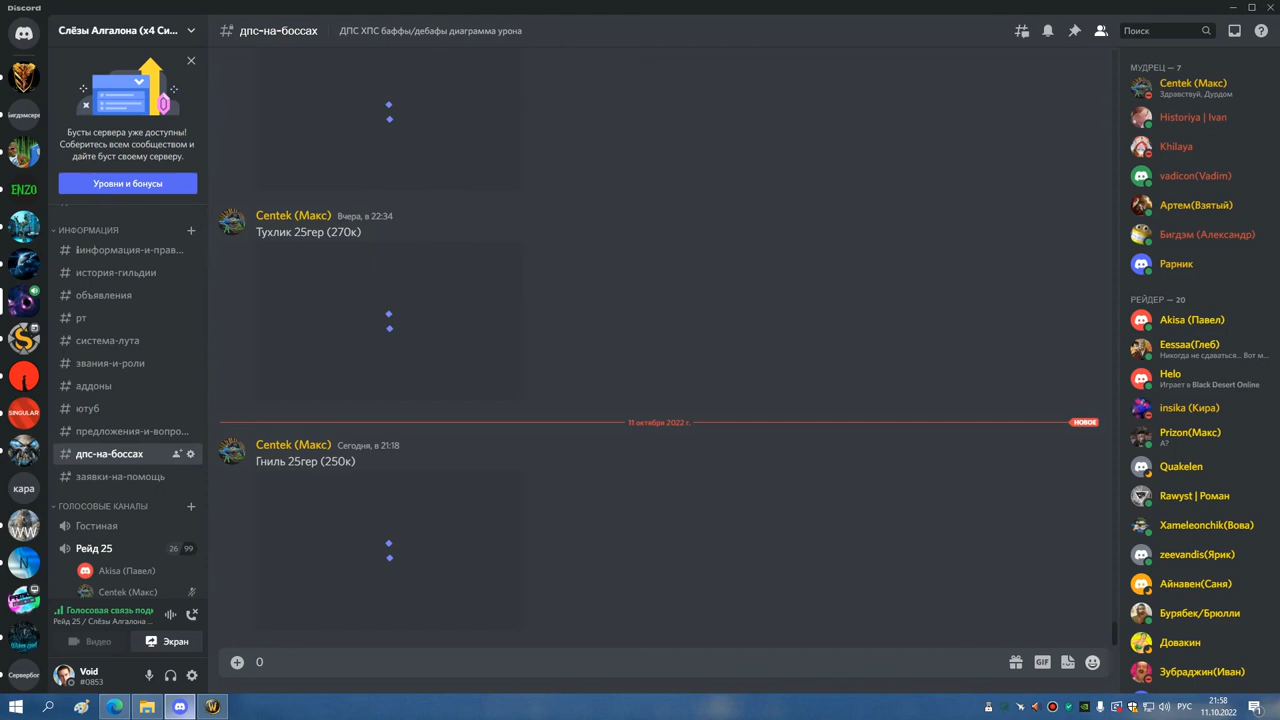 Discord
Слёзы Алгалона (x4 Си...
дпс-на-боссах
ДПС ХПС баффы/дебафы диаграмма урона
Поиск
Бусты сервера уже доступны!
Соберитесь всем сообществом и
дайте буст своему серверу.
Уровни и бонусы
ИНФОРМАЦИЯ
информация-и-прав...
история-гильдии
объявления
рт
система-лута
звания-и-роли
аддоны
ютуб
предложения-и-вопро...
дпс-на-боссах
заявки-на-помощь
ГОЛОСОВЫЕ КАНАЛЫ
Гостиная
Рейд 25
26 99
Akisa (Павел)
Centek (Макс)
Голосовая связь подк
Рейд 25 / Слёзы Алгалона ...
Видео
Экран
Void
#0853
Бигдэмсерв
ENZO
SINGULAR
кара
WW
N
Сервербог
Centek (Макс) Вчера, в 22:34
Тухлик 25гер (270к)
11 октября 2022 г.
НОВОЕ
Centek (Макс) Сегодня, в 21:18
Гниль 25гер (250к)
0
GIF
МУДРЕЦ — 7
Centek (Макс)
Здравствуй, Дурдом
Historiya | Ivan
Khilaya
vadicon(Vadim)
Артем(Взятый)
Бигдэм (Александр)
Рарник
РЕЙДЕР — 20
Akisa (Павел)
Eessaa(Глеб)
Никогда не сдаваться... Вот м...
Helo
Играет в Black Desert Online
insika (Кира)
Prizon(Макс)
А?
Quakelen
Rawyst | Роман
Xameleonchik(Вова)
zeevandis(Ярик)
Айнавен(Саня)
Бурябек/Брюлли
Довакин
Зубраджин(Иван)
РУС
21:58
11.10.2022
1